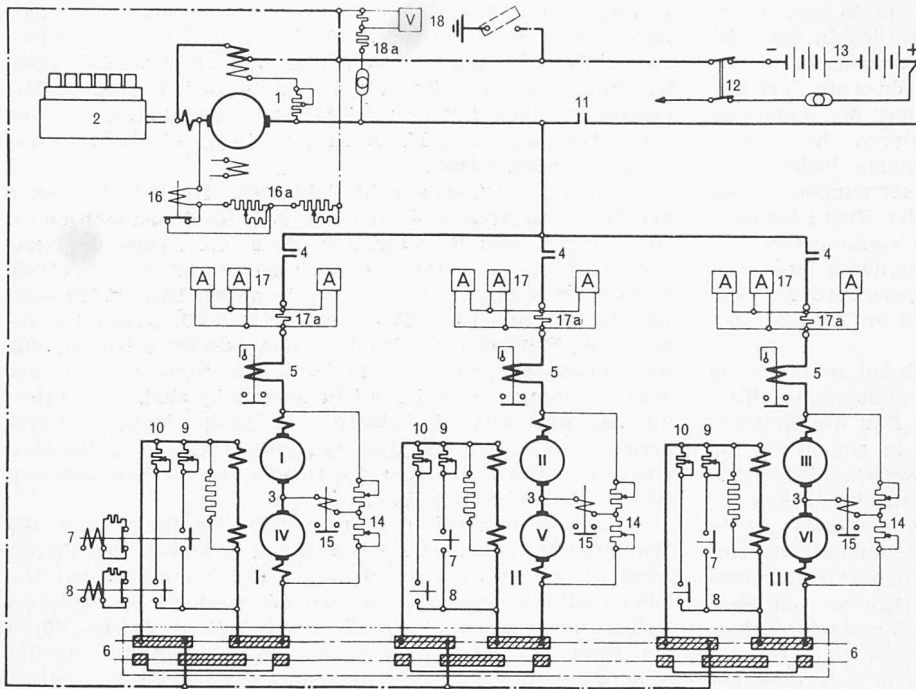 V 18
18a
− 13 +
1
2
12
11
16 16a
4 4
A A 17 A
A A 17 A
A A 17 A
17a 17a 17a
5 5 5
10 9
10 9
10 9
I II III
3 3 3
14 14 14
IV V VI
15 15 15
7 7 7
8 8 8
I II III
6 6